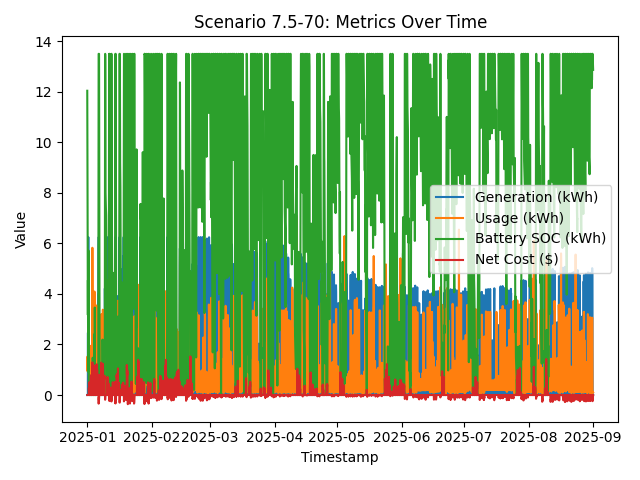 Scenario 7.5-70: Metrics Over Time
Value
14
12
10
8
6
4
2
0
Generation (kWh)
Usage (kWh)
Battery SOC (kWh)
Net Cost ($)
2025-01 2025-02 2025-03 2025-04 2025-05 2025-06 2025-07 2025-08 2025-09
Timestamp